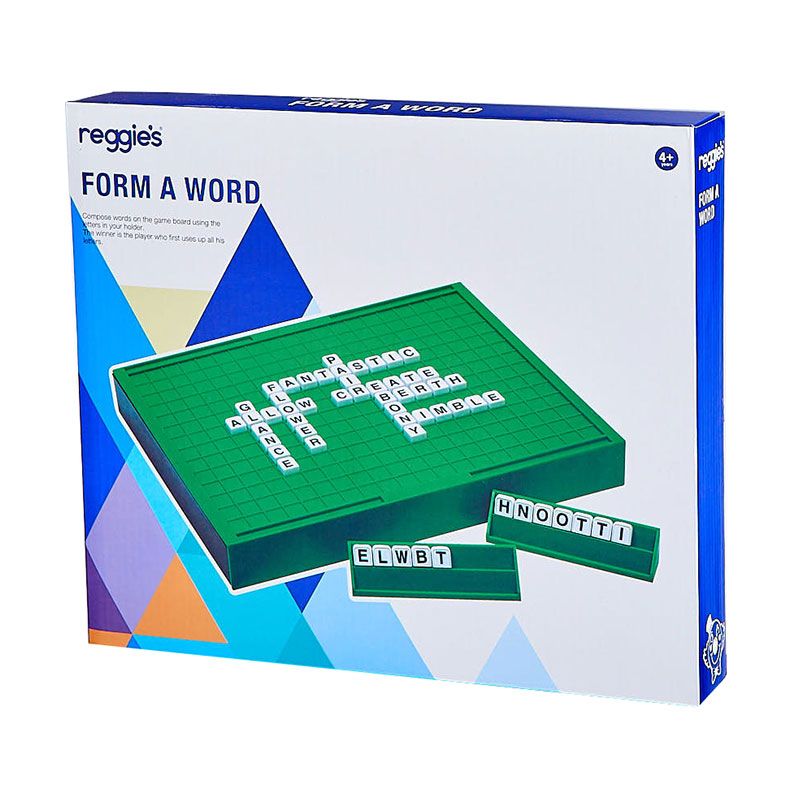 reggie's
FORM A WORD
reggie's
4+
years
FORM A WORD
Compose words on the game board using the
letters in your holder.
The winner is the player who first uses up all his
letters.
FANTASTIC
CREATE
BERTH
ALLOW
FLOWER
EBONY
NIMBLE
HNOOTTI
ELWBT
reggie's
FORM A
WORD